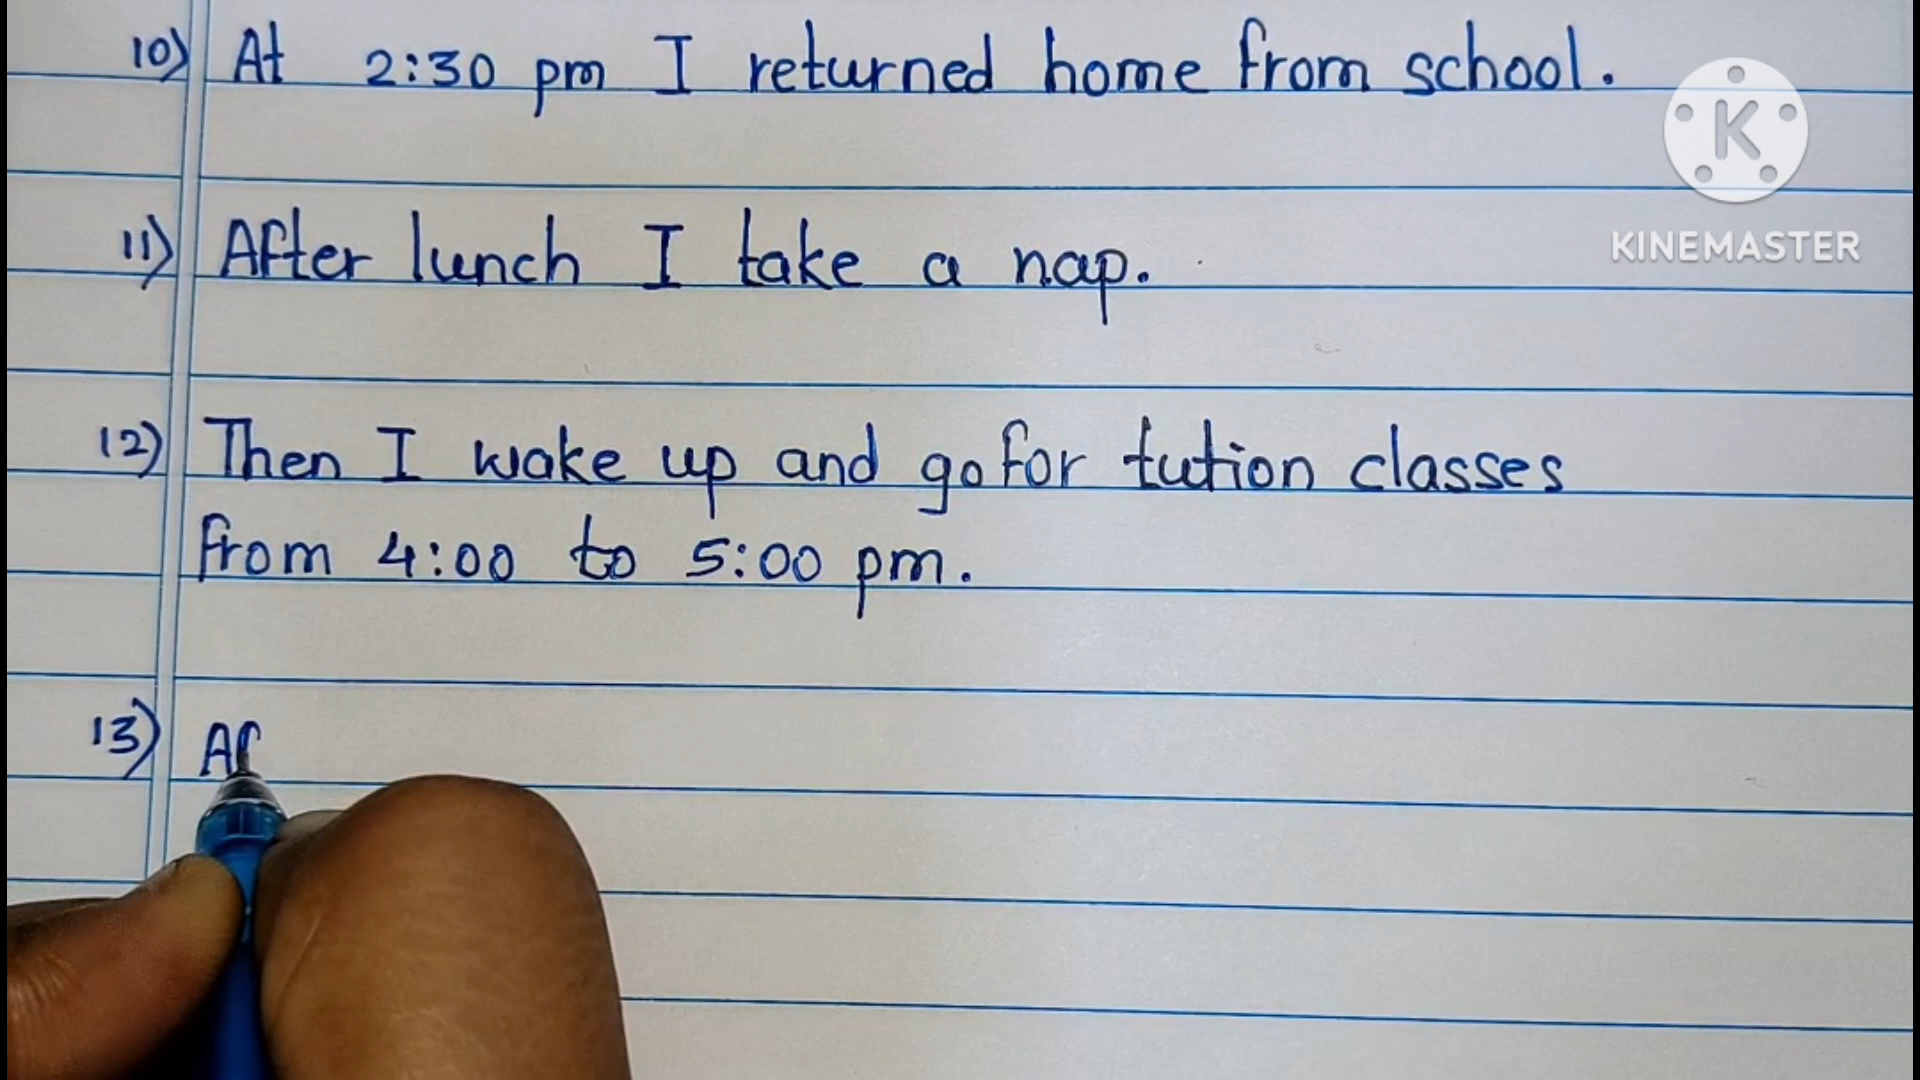 10) At 2:30 pm I returned home from school.
K
KINEMASTER
11) After lunch I take a nap.
12) Then I wake up and go for tution classes
from 4:00 to 5:00 pm.
13) Af